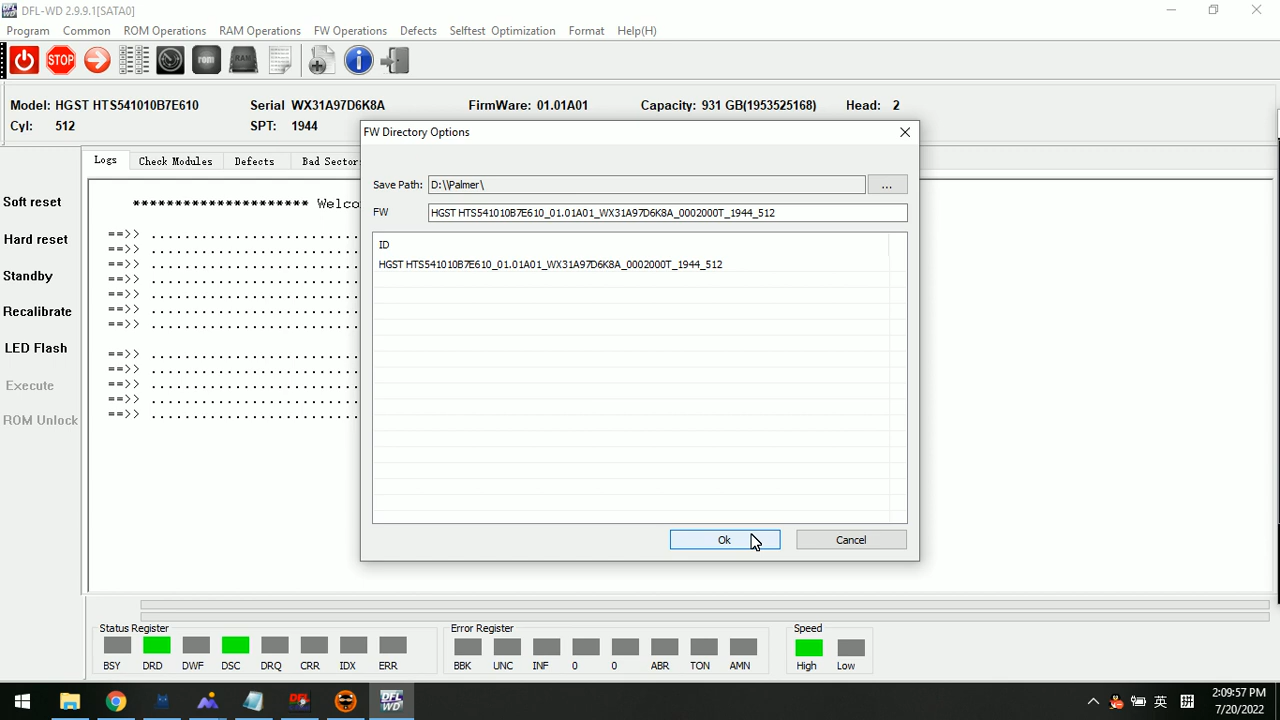 DFL-WD 2.9.9.1[SATA0]
Program Common ROM Operations RAM Operations FW Operations Defects Selftest Optimization Format Help(H)
STOP rom RAM
Model: HGST HTS541010B7E610 Serial WX31A97D6K8A FirmWare: 01.01A01 Capacity: 931 GB(1953525168) Head: 2
Cyl: 512 SPT: 1944
FW Directory Options
Logs Check Modules Defects Bad Sector
Save Path: D:\\Palmer\ ...
Soft reset
******************** Welco
FW HGST HTS541010B7E610_01.01A01_WX31A97D6K8A_0002000T_1944_512
Hard reset
==>> ............................
==>> ............................
==>> ............................
==>> ............................
==>> ............................
==>> ............................
==>> ............................
==>> ............................
==>> ............................
==>> ............................
==>> ............................
==>> ............................
ID
HGST HTS541010B7E610_01.01A01_WX31A97D6K8A_0002000T_1944_512
Standby
Recalibrate
LED Flash
Execute
ROM Unlock
Ok Cancel
Status Register Error Register Speed
BSY DRD DWF DSC DRQ CRR IDX ERR BBK UNC INF 0 0 ABR TON AMN High Low
DFL DFL WD 英 拼 2:09:57 PM
7/20/2022